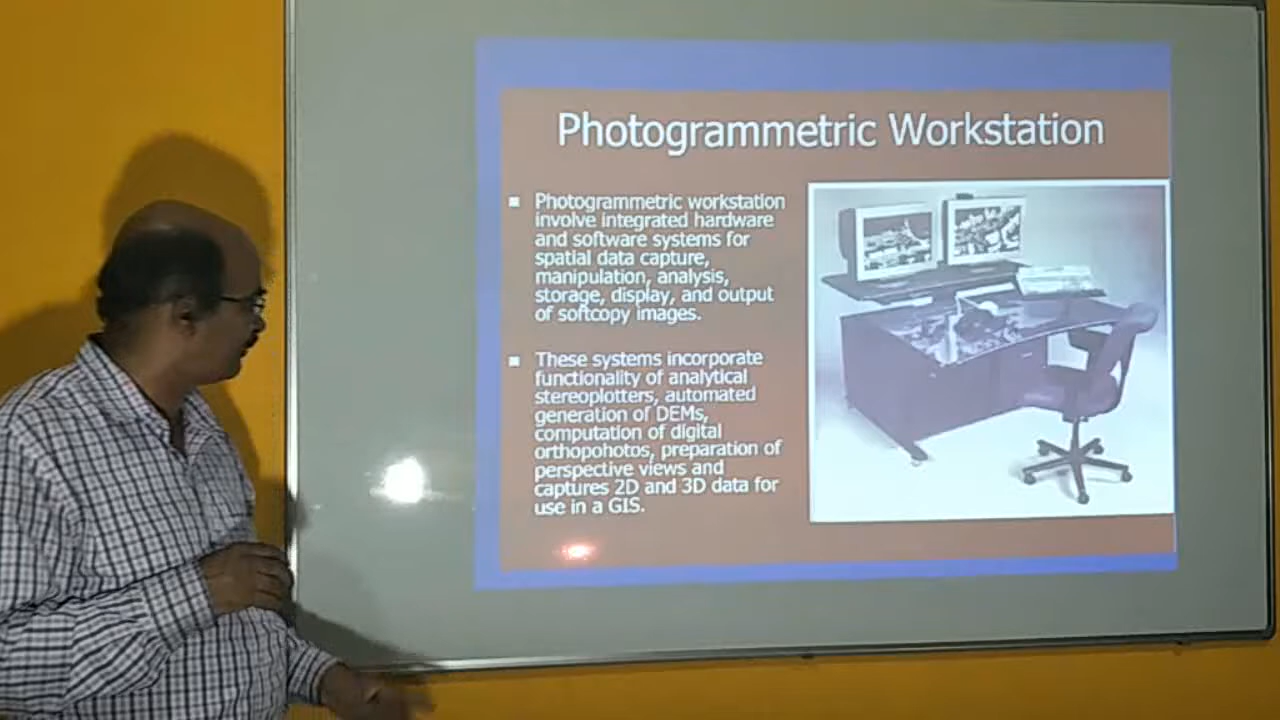 Photogrammetric Workstation
Photogrammetric workstation
involve integrated hardware
and software systems for
spatial data capture,
manipulation, analysis,
storage, display, and output
of softcopy images.
These systems incorporate
functionality of analytical
stereoplotters, automated
generation of DEMs,
computation of digital
orthopohotos, preparation of
perspective views and
captures 2D and 3D data for
use in a GIS.